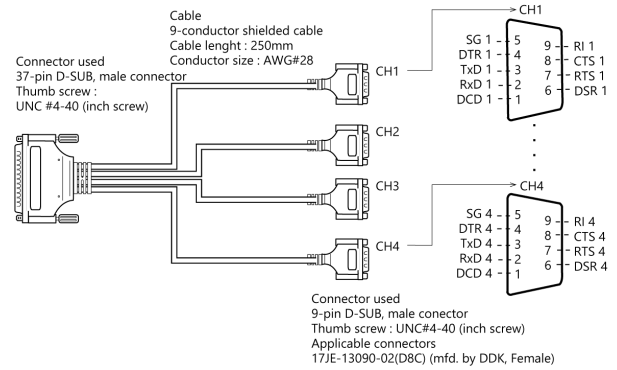 Cable
9-conductor shielded cable
Cable lenght : 250mm
Conductor size : AWG#28
Connector used
37-pin D-SUB, male connector
Thumb screw :
UNC #4-40 (inch screw)
CH1
CH2
CH3
CH4
CH1
SG 1 5
DTR 1 4
TxD 1 3
RxD 1 2
DCD 1 1
9 RI 1
8 CTS 1
7 RTS 1
6 DSR 1
CH4
SG 4 5
DTR 4 4
TxD 4 3
RxD 4 2
DCD 4 1
9 RI 4
8 CTS 4
7 RTS 4
6 DSR 4
Connector used
9-pin D-SUB, male conector
Thumb screw : UNC#4-40 (inch screw)
Applicable connectors
17JE-13090-02(D8C) (mfd. by DDK, Female)